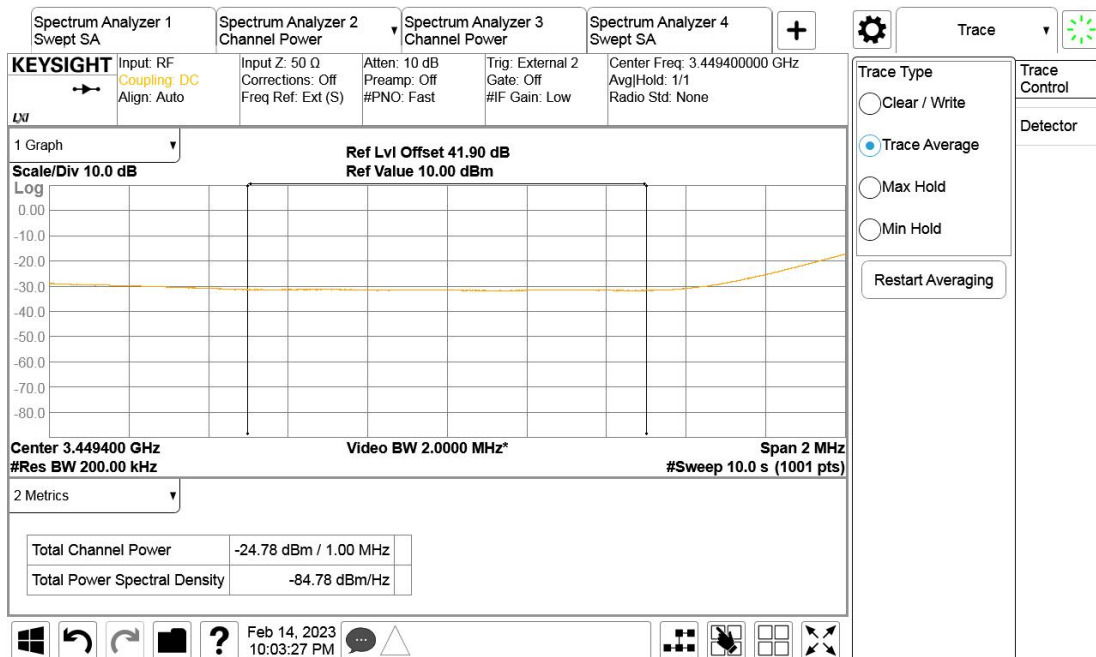 Spectrum Analyzer 1
Swept SA
Spectrum Analyzer 2
Channel Power
Spectrum Analyzer 3
Channel Power
Spectrum Analyzer 4
Swept SA
+
Trace
KEYSIGHT
LXI
Input: RF
Coupling: DC
Align: Auto
Input Z: 50 Ω
Corrections: Off
Freq Ref: Ext (S)
Atten: 10 dB
Preamp: Off
#PNO: Fast
Trig: External 2
Gate: Off
#IF Gain: Low
Center Freq: 3.449400000 GHz
Avg|Hold: 1/1
Radio Std: None
1 Graph
Scale/Div 10.0 dB
Ref Lvl Offset 41.90 dB
Ref Value 10.00 dBm
Log
0.00
-10.0
-20.0
-30.0
-40.0
-50.0
-60.0
-70.0
-80.0
Center 3.449400 GHz
#Res BW 200.00 kHz
Video BW 2.0000 MHz*
Span 2 MHz
#Sweep 10.0 s (1001 pts)
2 Metrics
Total Channel Power -24.78 dBm / 1.00 MHz
Total Power Spectral Density -84.78 dBm/Hz
?
Feb 14, 2023
10:03:27 PM
Trace Type
Clear / Write
Trace Average
Max Hold
Min Hold
Restart Averaging
Trace
Control
Detector